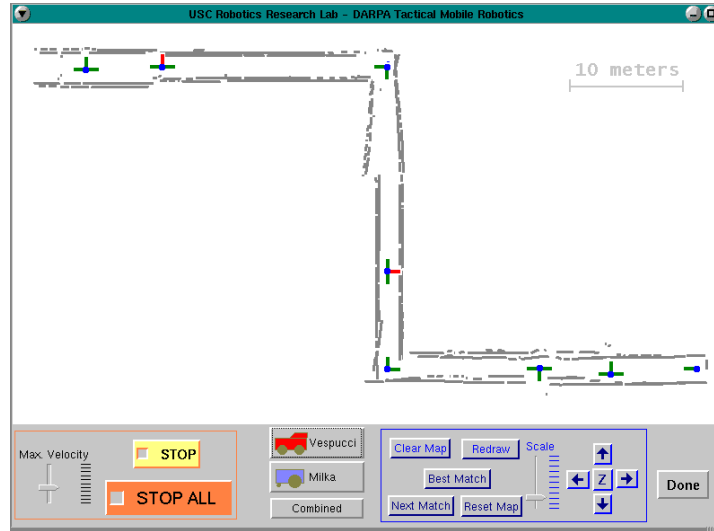 USC Robotics Research Lab - DARPA Tactical Mobile Robotics
10 meters
Max. Velocity
STOP
STOP ALL
Vespucci
Milka
Combined
Clear Map
Redraw
Scale
Best Match
Next Match
Reset Map
Z
Done